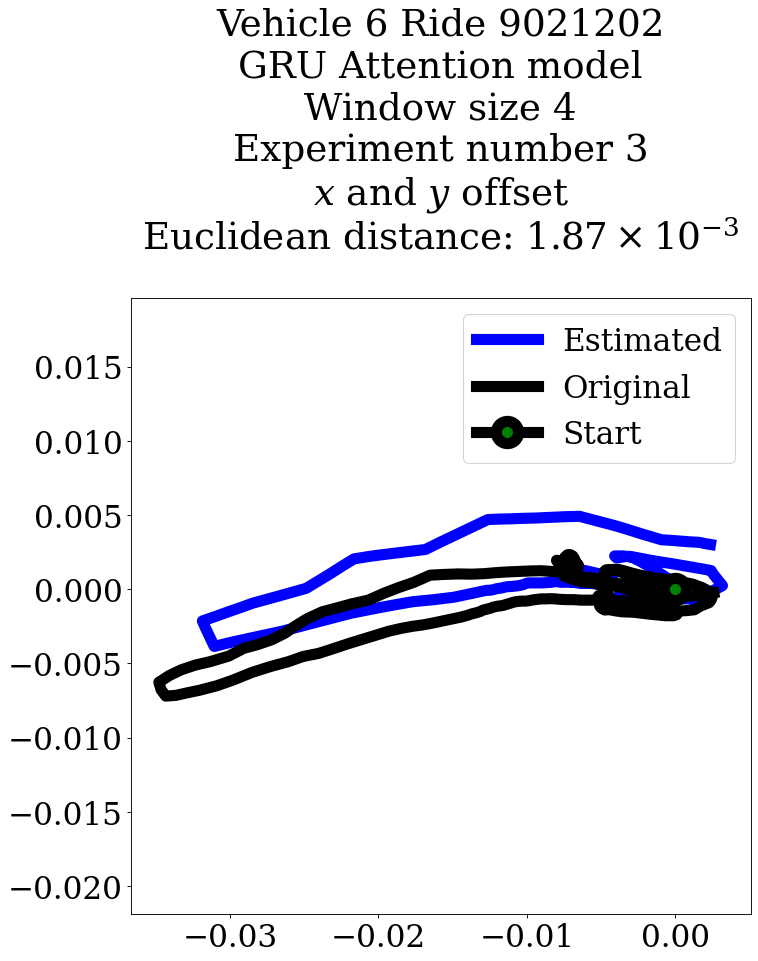 Vehicle 6 Ride 9021202
GRU Attention model
Window size 4
Experiment number 3
x and y offset
Euclidean distance: 1.87 × 10⁻³
Estimated
Original
Start
0.015
0.010
0.005
0.000
−0.005
−0.010
−0.015
−0.020
−0.03 −0.02 −0.01 0.00